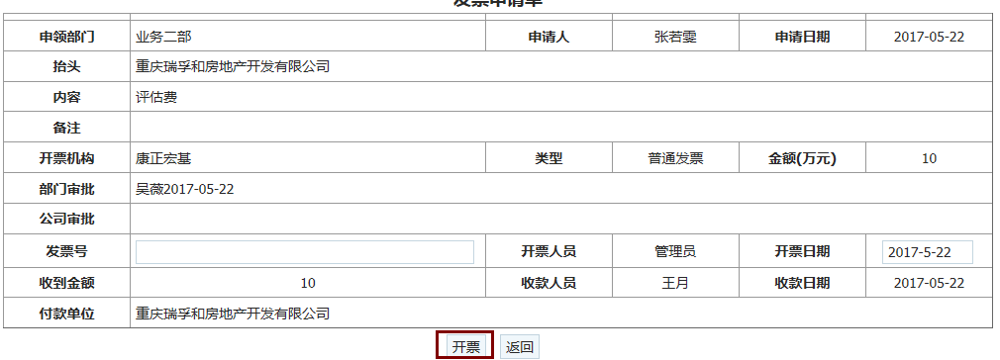 发票申请单
申领部门 业务二部 申请人 张若雯 申请日期 2017-05-22
抬头 重庆瑞孚和房地产开发有限公司
内容 评估费
备注
开票机构 康正宏基 类型 普通发票 金额(万元) 10
部门审批 吴薇2017-05-22
公司审批
发票号 开票人员 管理员 开票日期 2017-5-22
收到金额 10 收款人员 王月 收款日期 2017-05-22
付款单位 重庆瑞孚和房地产开发有限公司
开票 返回